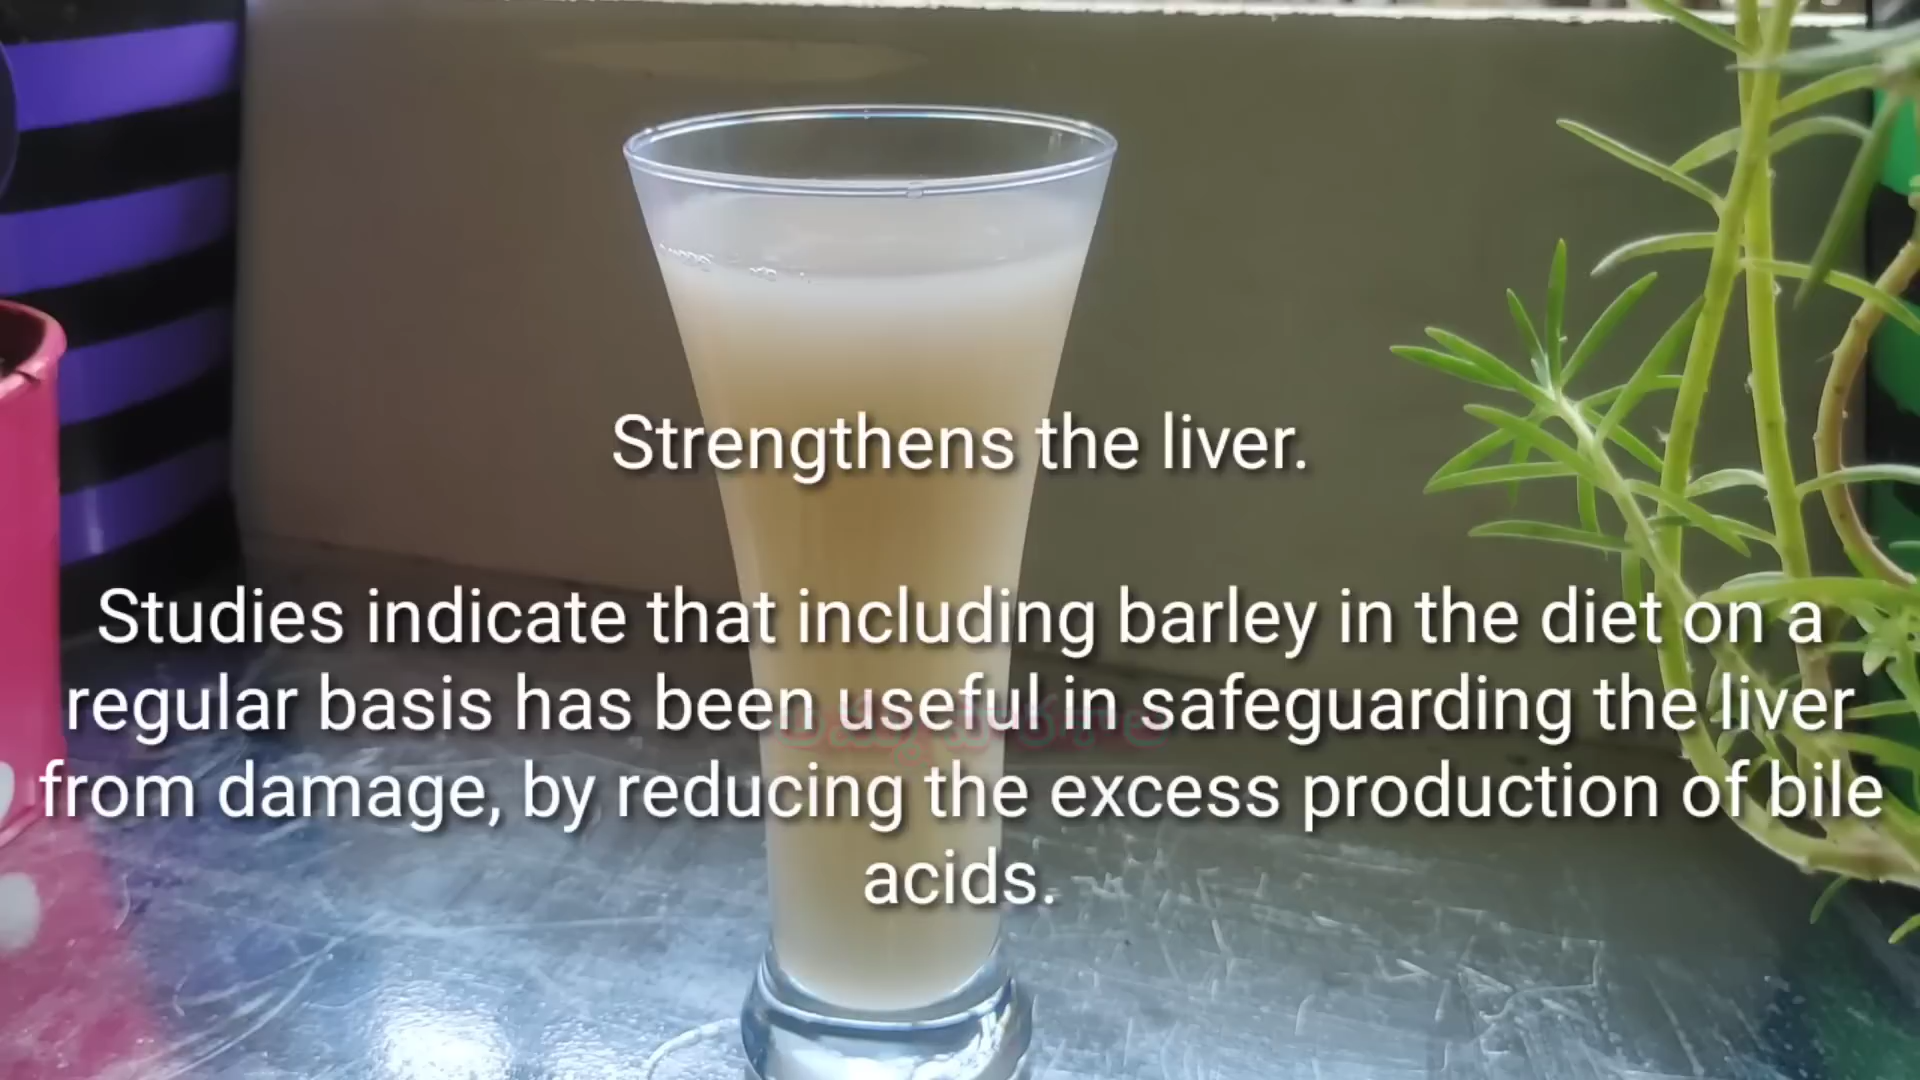 Strengthens the liver.
Studies indicate that including barley in the diet on a
regular basis has been useful in safeguarding the liver
from damage, by reducing the excess production of bile
acids.